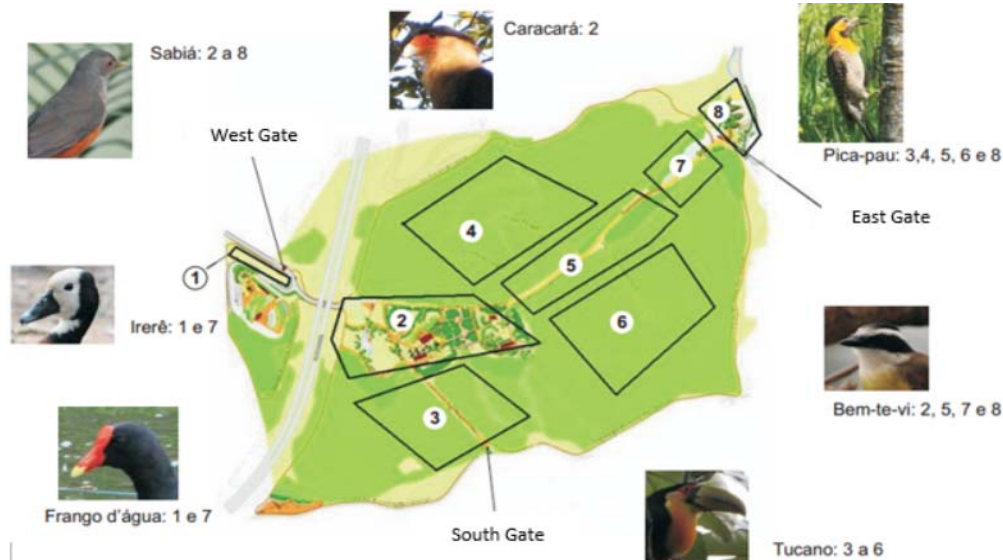 Caracará: 2
Sabiá: 2 a 8
West Gate
8
Pica-pau: 3,4, 5, 6 e 8
7
East Gate
4
1
5
2
6
Irerê: 1 e 7
Bem-te-vi: 2, 5, 7 e 8
3
Frango d'água: 1 e 7
South Gate
Tucano: 3 a 6